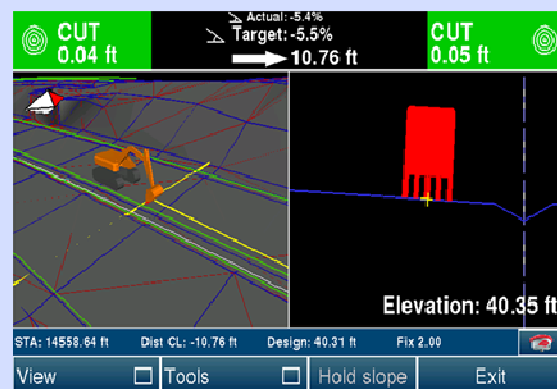 CUT
0.04 ft
Actual: -5.4%
Target: -5.5%
10.76 ft
CUT
0.05 ft
Elevation: 40.35 ft
STA: 14558.64 ft Dist CL: -10.76 ft Design: 40.31 ft Fix 2.00
View Tools Hold slope Exit